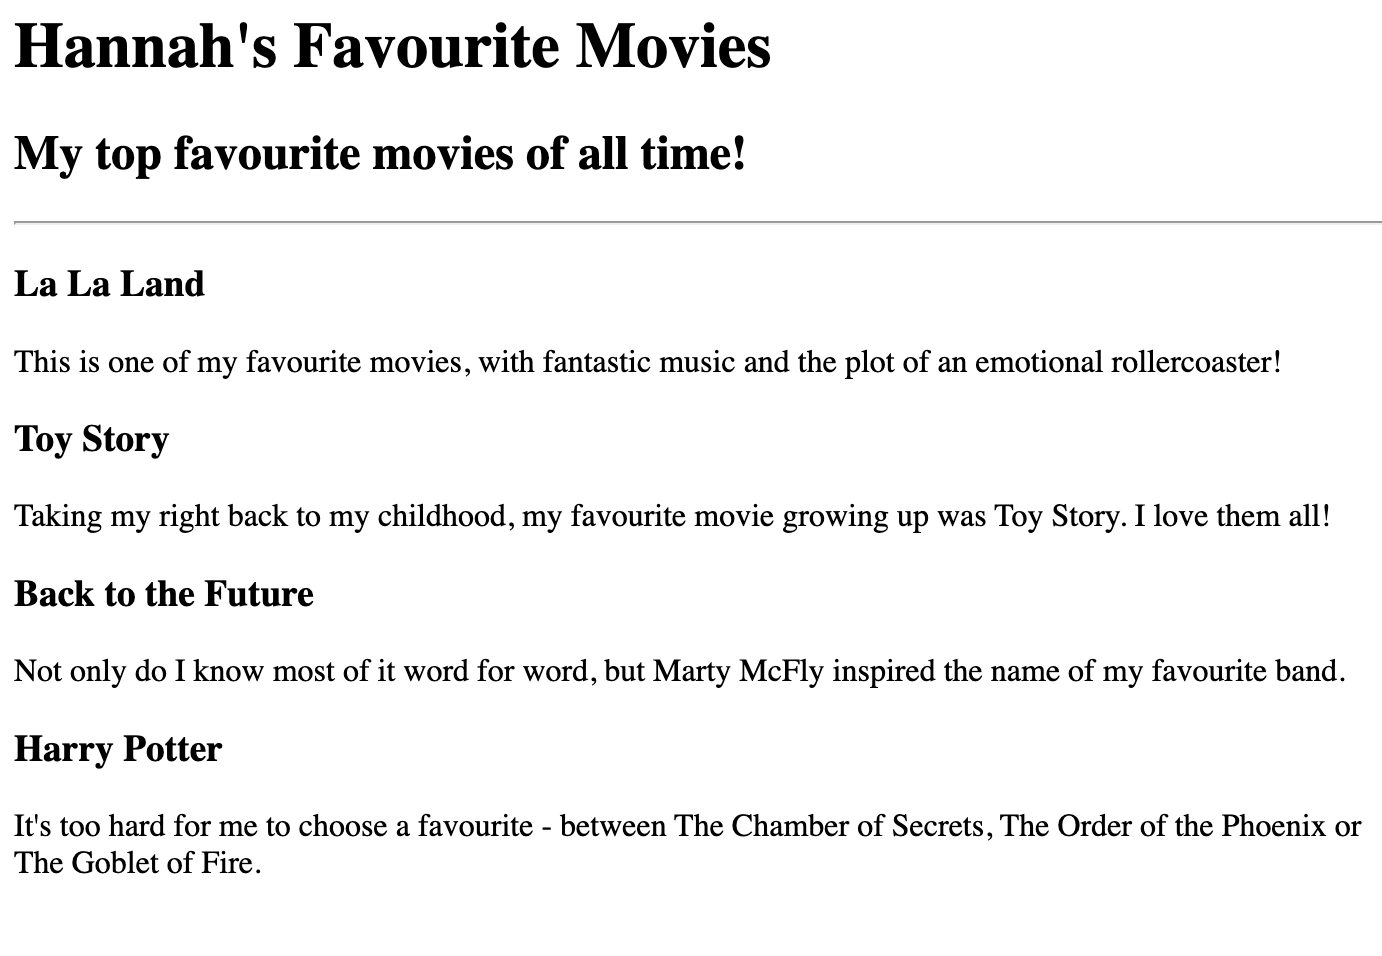 Hannah's Favourite Movies
My top favourite movies of all time!
La La Land
This is one of my favourite movies, with fantastic music and the plot of an emotional rollercoaster!
Toy Story
Taking my right back to my childhood, my favourite movie growing up was Toy Story. I love them all!
Back to the Future
Not only do I know most of it word for word, but Marty McFly inspired the name of my favourite band.
Harry Potter
It's too hard for me to choose a favourite - between The Chamber of Secrets, The Order of the Phoenix or
The Goblet of Fire.